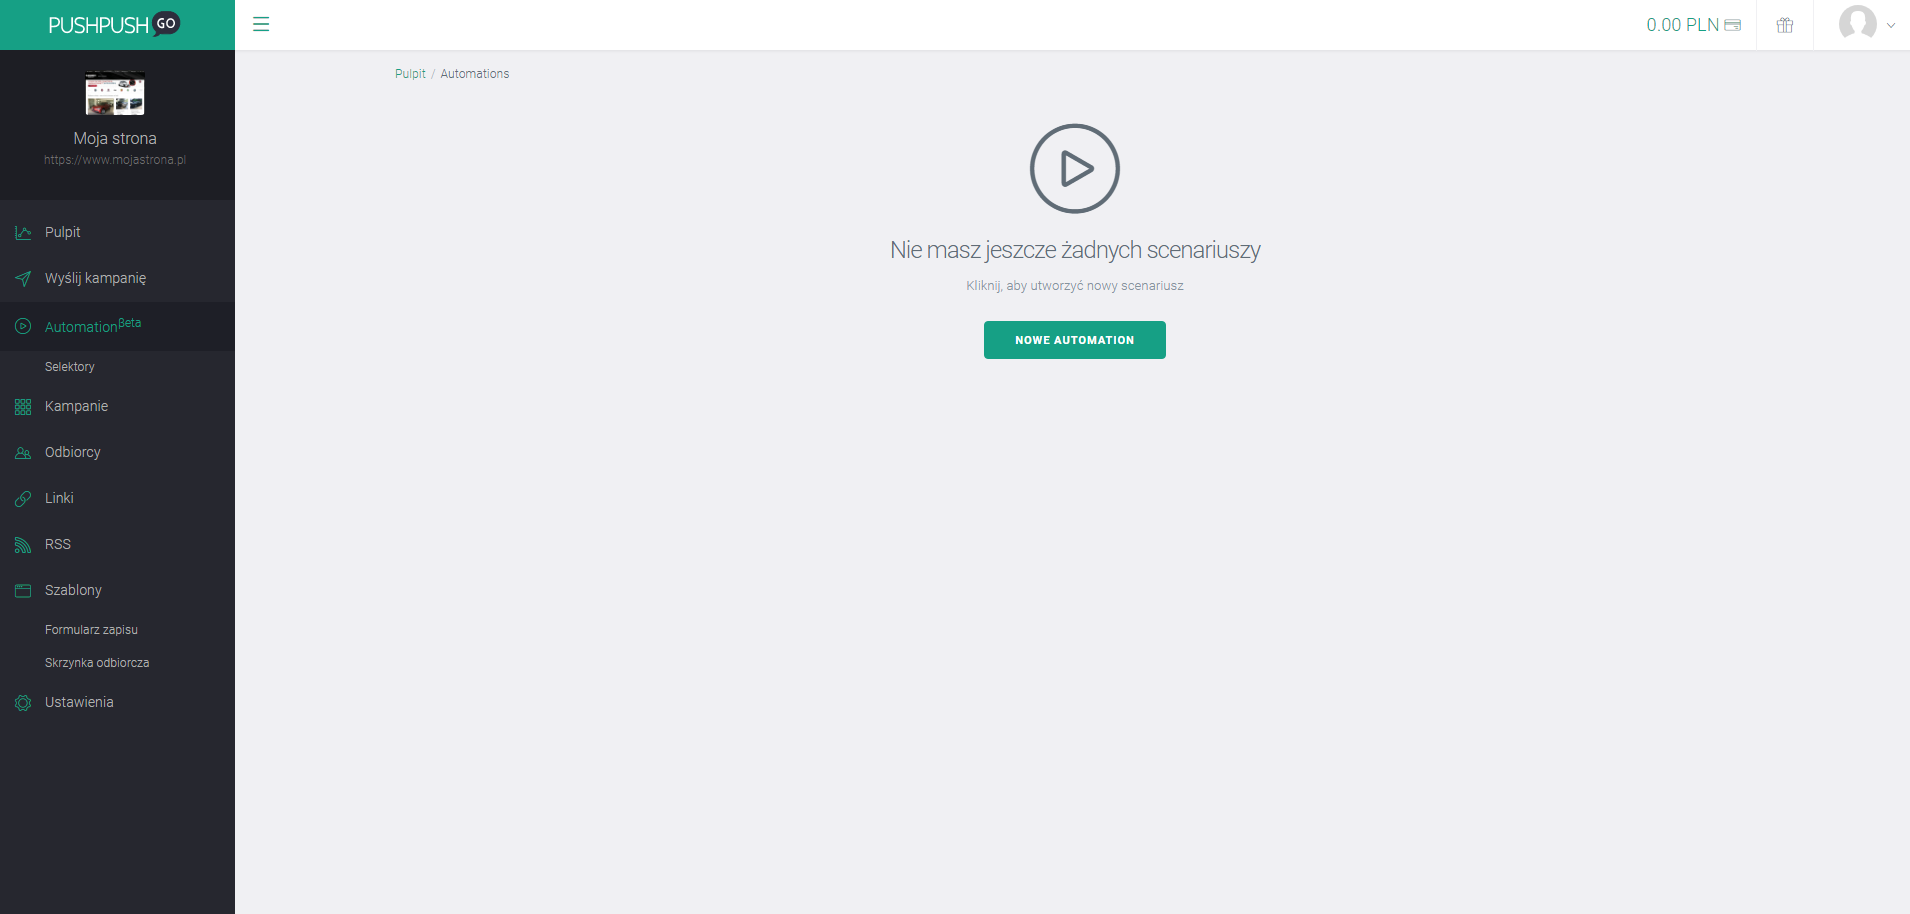 PUSHPUSH GO
0.00 PLN
Moja strona
https://www.mojastrona.pl
Pulpit
Wyślij kampanię
Automationβeta
Selektory
Kampanie
Odbiorcy
Linki
RSS
Szablony
Formularz zapisu
Skrzynka odbiorcza
Ustawienia
Pulpit / Automations
Nie masz jeszcze żadnych scenariuszy
Kliknij, aby utworzyć nowy scenariusz
NOWE AUTOMATION